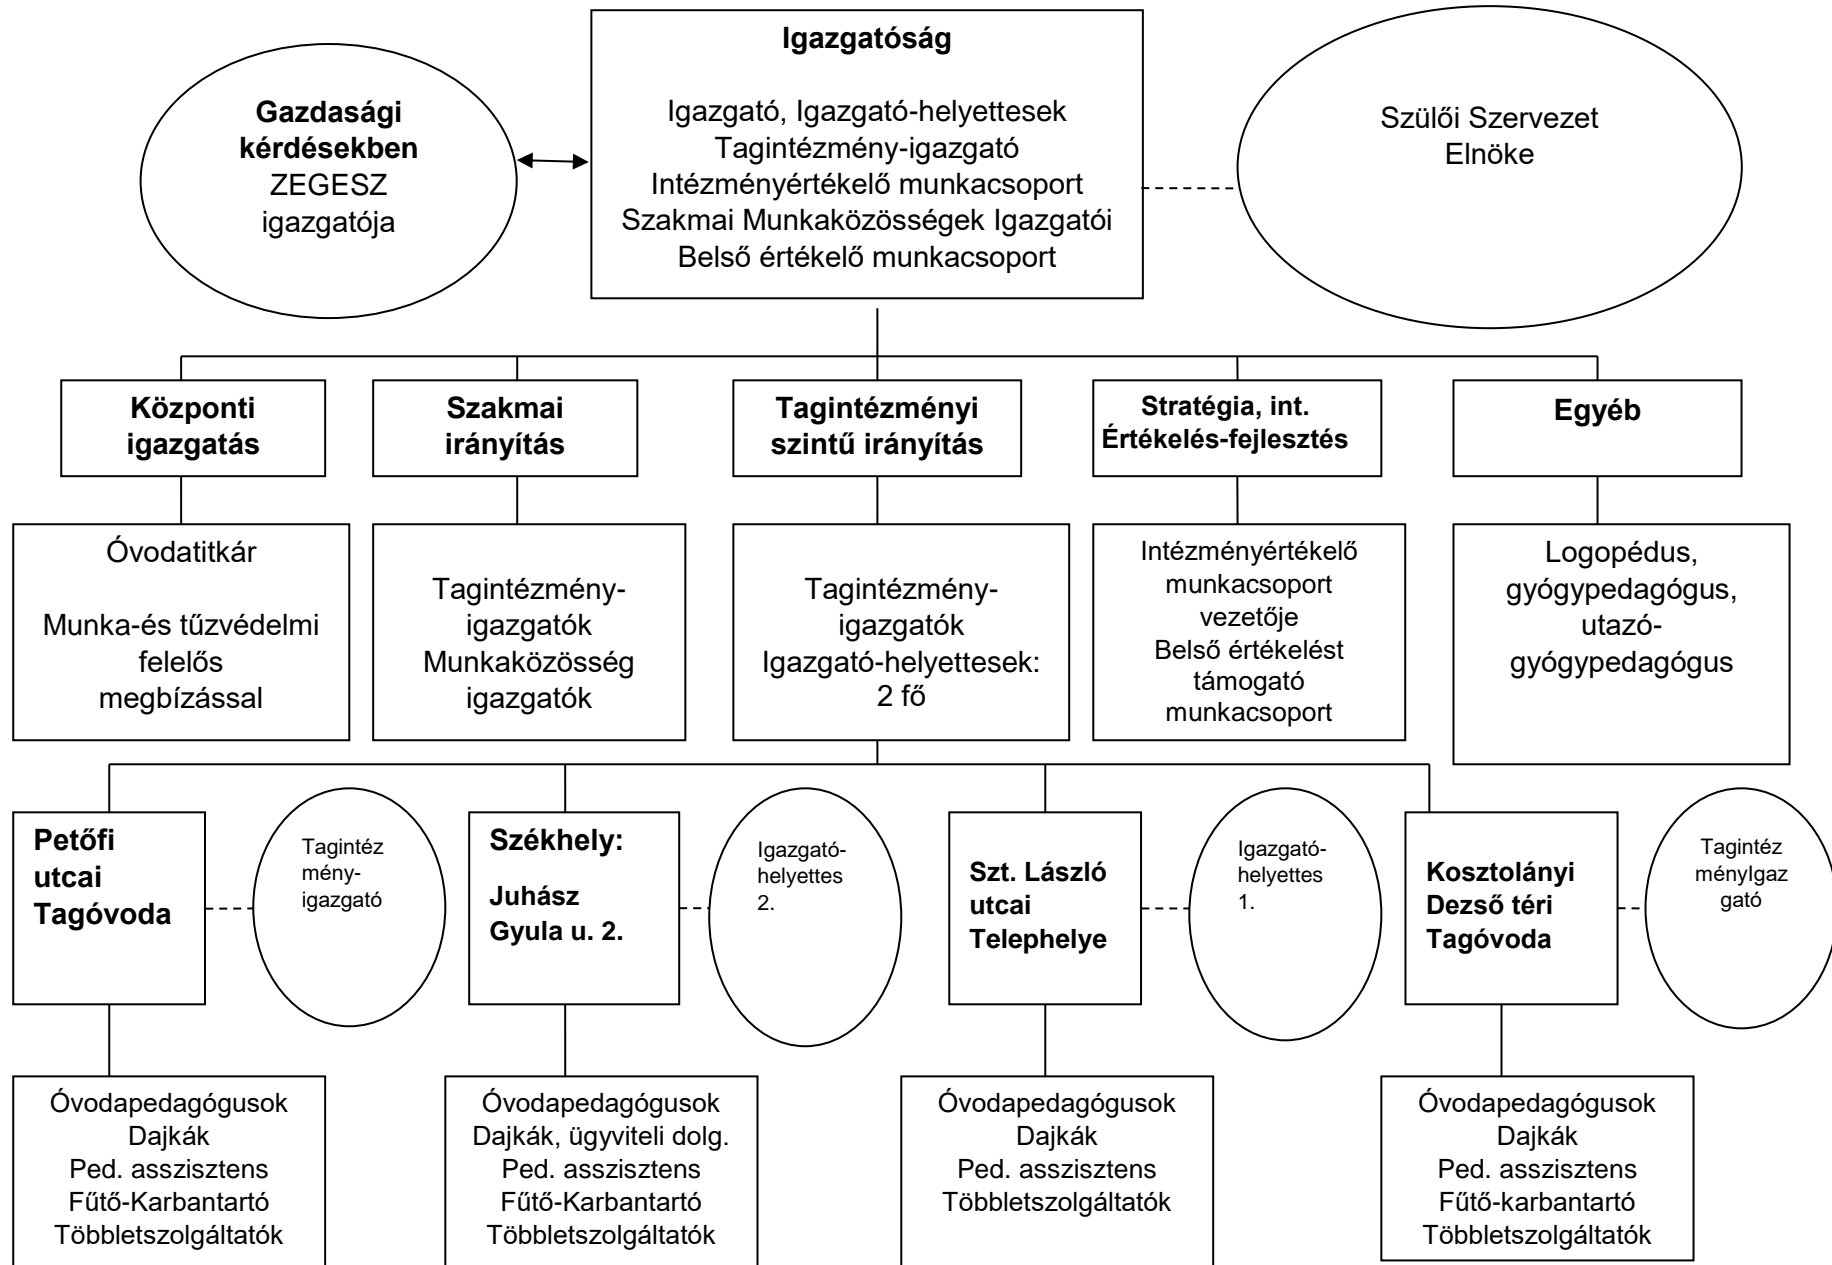 Igazgatóság
Igazgató, Igazgató-helyettesek
Tagintézmény-igazgató
Intézményértékelő munkacsoport
Szakmai Munkaközösségek Igazgatói
Belső értékelő munkacsoport
Gazdasági
kérdésekben
ZEGESZ
igazgatója
Szülői Szervezet
Elnöke
Központi
igazgatás
Szakmai
irányítás
Tagintézményi
szintű irányítás
Stratégia, int.
Értékelés-fejlesztés
Egyéb
Óvodatitkár
Munka-és tűzvédelmi
felelős
megbízással
Tagintézmény-
igazgatók
Munkaközösség
igazgatók
Tagintézmény-
igazgatók
Igazgató-helyettesek:
2 fő
Intézményértékelő
munkacsoport
vezetője
Belső értékelést
támogató
munkacsoport
Logopédus,
gyógypedagógus,
utazó-
gyógypedagógus
Petőfi
utcai
Tagóvoda
Tagintéz
mény-
igazgató
Székhely:
Juhász
Gyula u. 2.
Igazgató-
helyettes
2.
Szt. László
utcai
Telephelye
Igazgató-
helyettes
1.
Kosztolányi
Dezső téri
Tagóvoda
Tagintéz
ményIgaz
gató
Óvodapedagógusok
Dajkák
Ped. asszisztens
Fűtő-Karbantartó
Többletszolgáltatók
Óvodapedagógusok
Dajkák, ügyviteli dolg.
Ped. asszisztens
Fűtő-Karbantartó
Többletszolgáltatók
Óvodapedagógusok
Dajkák
Ped. asszisztens
Többletszolgáltatók
Óvodapedagógusok
Dajkák
Ped. asszisztens
Fűtő-karbantartó
Többletszolgáltatók